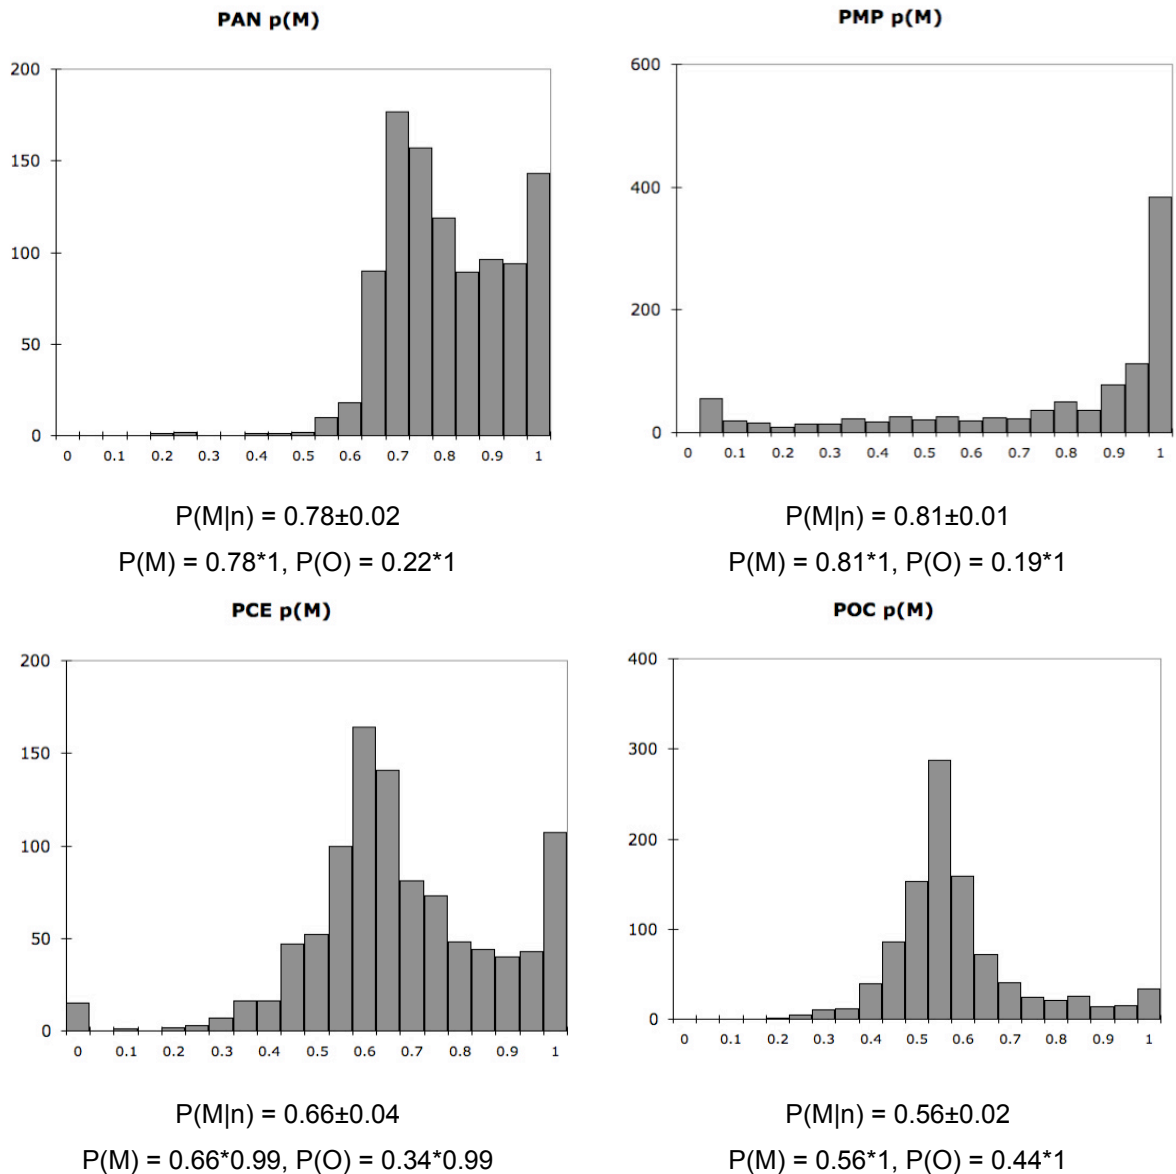 PAN p(M)
200
150
100
50
0
0 0.1 0.2 0.3 0.4 0.5 0.6 0.7 0.8 0.9 1
P(M|n) = 0.78±0.02
P(M) = 0.78*1, P(O) = 0.22*1
PMP p(M)
600
400
200
0
0 0.1 0.2 0.3 0.4 0.5 0.6 0.7 0.8 0.9 1
P(M|n) = 0.81±0.01
P(M) = 0.81*1, P(O) = 0.19*1
PCE p(M)
200
150
100
50
0
0 0.1 0.2 0.3 0.4 0.5 0.6 0.7 0.8 0.9 1
P(M|n) = 0.66±0.04
P(M) = 0.66*0.99, P(O) = 0.34*0.99
POC p(M)
400
300
200
100
0
0 0.1 0.2 0.3 0.4 0.5 0.6 0.7 0.8 0.9 1
P(M|n) = 0.56±0.02
P(M) = 0.56*1, P(O) = 0.44*1